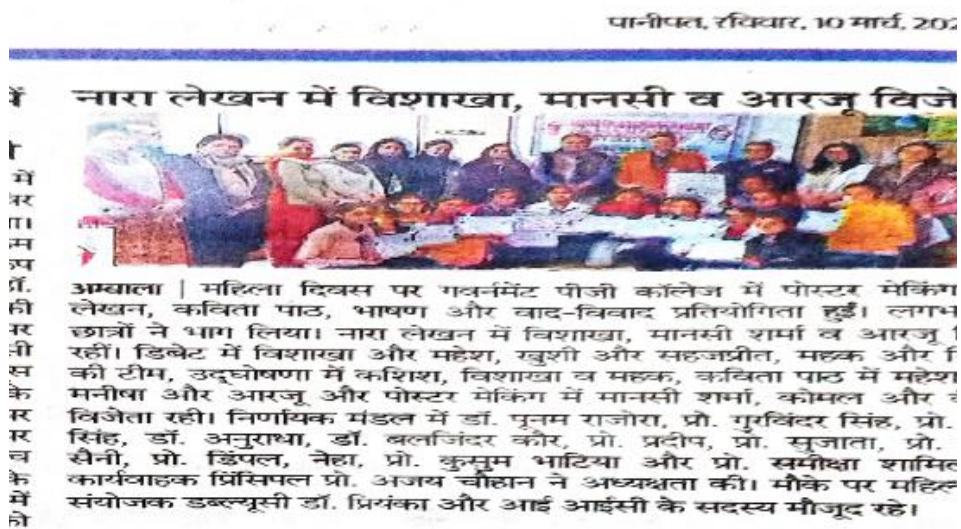 पानीपत, रविवार, 10 मार्च, 202
नारा लेखन में विशाखा, मानसी व आरजू विजे
अम्बाला | महिला दिवस पर गवर्नमेंट पीजी कॉलेज में पोस्टर मेकिंग
लेखन, कविता पाठ, भाषण और वाद-विवाद प्रतियोगिता हुई। लगभ
छात्रों ने भाग लिया। नारा लेखन में विशाखा, मानसी शर्मा व आरजू
रहीं। डिबेट में विशाखा और महेश, खुशी और सहजप्रीत, महक और
की टीम, उद्घोषणा में कशिश, विशाखा व महक, कविता पाठ में महेश
मनीषा और आरजू और पोस्टर मेकिंग में मानसी शर्मा, कोमल और
विजेता रही। निर्णायक मंडल में डॉ. पूनम राजोरा, प्रो. गुरविंदर सिंह, प्रो.
सिंह, डॉ. अनुराधा, डॉ. बलजिंदर कौर, प्रो. प्रदीप, प्रो. सुजाता, प्रो.
सैनी, प्रो. डिंपल, नेहा, प्रो. कुसुम भाटिया और प्रो. समीक्षा शामिल
कार्यवाहक प्रिंसिपल प्रो. अजय चौहान ने अध्यक्षता की। मौके पर महिल
संयोजक डब्ल्यूसी डॉ. प्रियंका और आई आईसी के सदस्य मौजूद रहे।